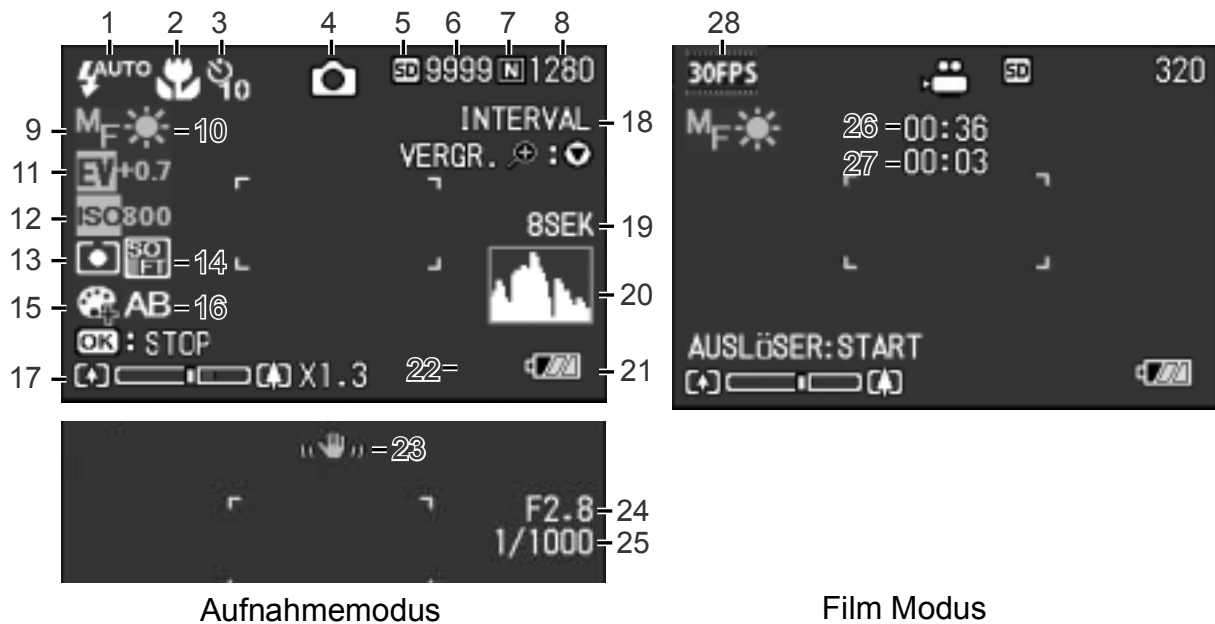 1 2 3 4 5 6 7 8
AUTO 10 SD 9999 N 1280
9 MF =10 INTERVAL 18
VERGR. :
11 EV +0.7
12 ISO 800 8SEK 19
13 SO FT =14
20
15 AB =16
OK : STOP
17 X1.3 22= 21
=23
F2.8 24
1/1000 25
Aufnahmemodus
28
30FPS SD 320
MF 26=00:36
27=00:03
AUSLÖSER:START
Film Modus